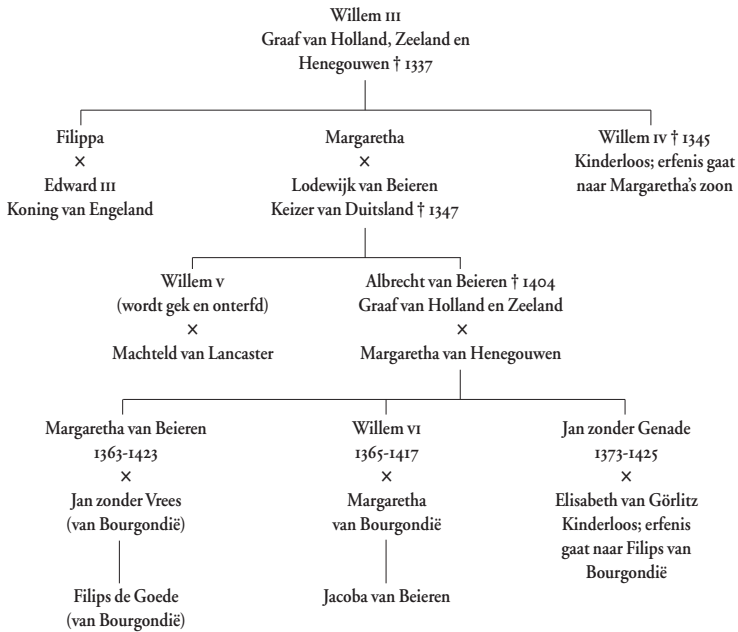 Willem III
Graaf van Holland, Zeeland en
Henegouwen † 1337
Filippa
×
Edward III
Koning van Engeland
Margaretha
×
Lodewijk van Beieren
Keizer van Duitsland † 1347
Willem IV † 1345
Kinderloos; erfenis gaat
naar Margaretha's zoon
Willem V
(wordt gek en onterfd)
×
Machteld van Lancaster
Albrecht van Beieren † 1404
Graaf van Holland en Zeeland
×
Margaretha van Henegouwen
Margaretha van Beieren
1363-1423
×
Jan zonder Vrees
(van Bourgondië)
Filips de Goede
(van Bourgondië)
Willem VI
1365-1417
×
Margaretha
van Bourgondië
Jacoba van Beieren
Jan zonder Genade
1373-1425
×
Elisabeth van Görlitz
Kinderloos; erfenis
gaat naar Filips van
Bourgondië